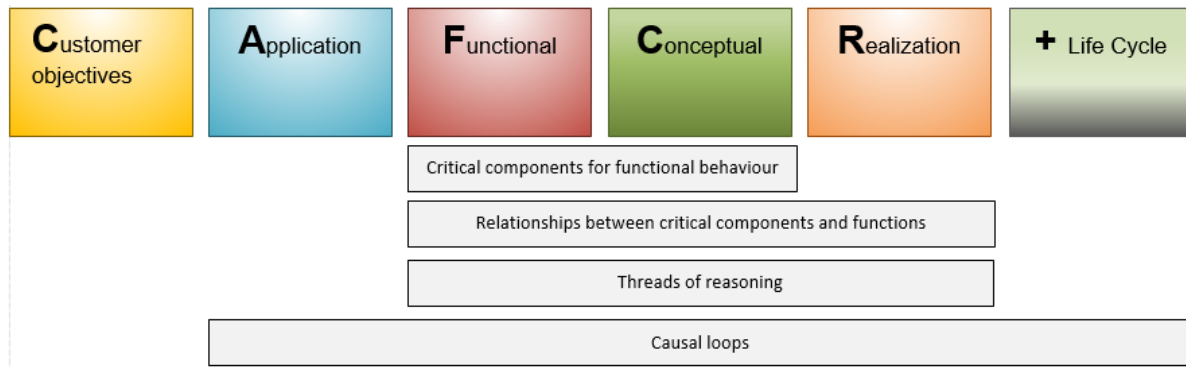 Customer
objectives
Application
Functional
Conceptual
Realization
+ Life Cycle
Critical components for functional behaviour
Relationships between critical components and functions
Threads of reasoning
Causal loops